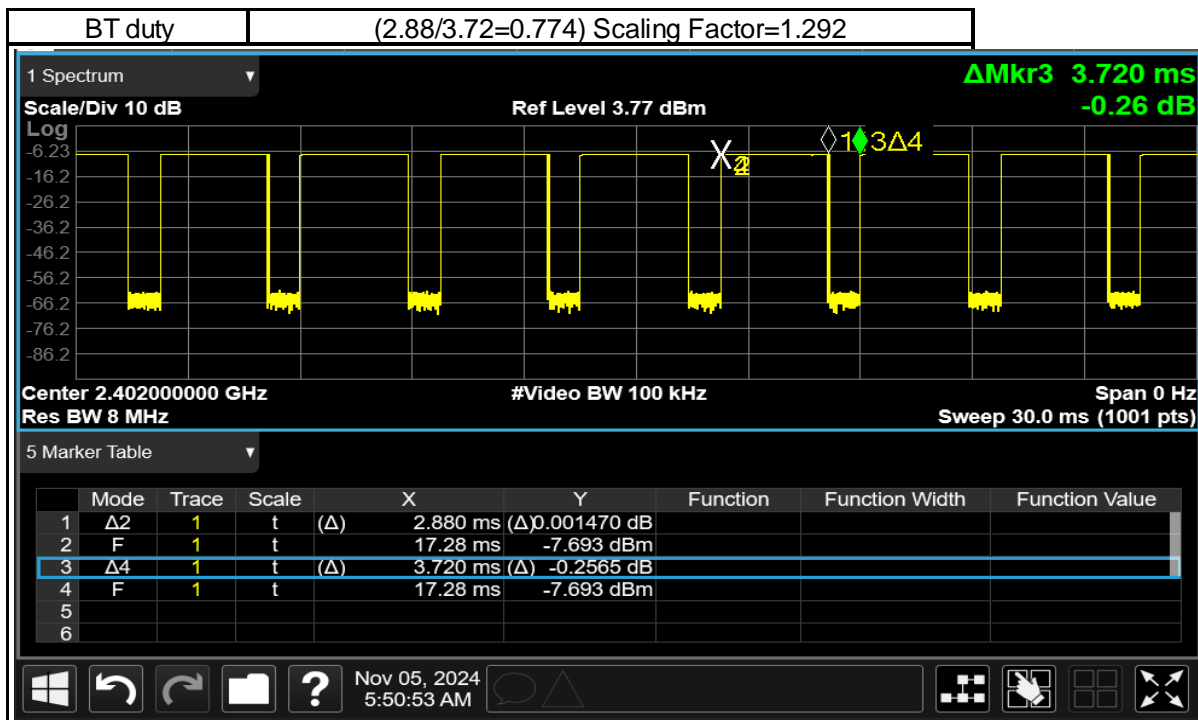 BT duty (2.88/3.72=0.774) Scaling Factor=1.292
1 Spectrum ΔMkr3 3.720 ms
Scale/Div 10 dB Ref Level 3.77 dBm -0.26 dB
Log
1 3Δ4
-6.23
X2
-16.2
-26.2
-36.2
-46.2
-56.2
-66.2
-76.2
-86.2
Center 2.402000000 GHz #Video BW 100 kHz Span 0 Hz
Res BW 8 MHz Sweep 30.0 ms (1001 pts)
5 Marker Table
Mode Trace Scale X Y Function Function Width Function Value
1 Δ2 1 t (Δ) 2.880 ms (Δ)0.001470 dB
2 F 1 t 17.28 ms -7.693 dBm
3 Δ4 1 t (Δ) 3.720 ms (Δ) -0.2565 dB
4 F 1 t 17.28 ms -7.693 dBm
5
6
? Nov 05, 2024
5:50:53 AM